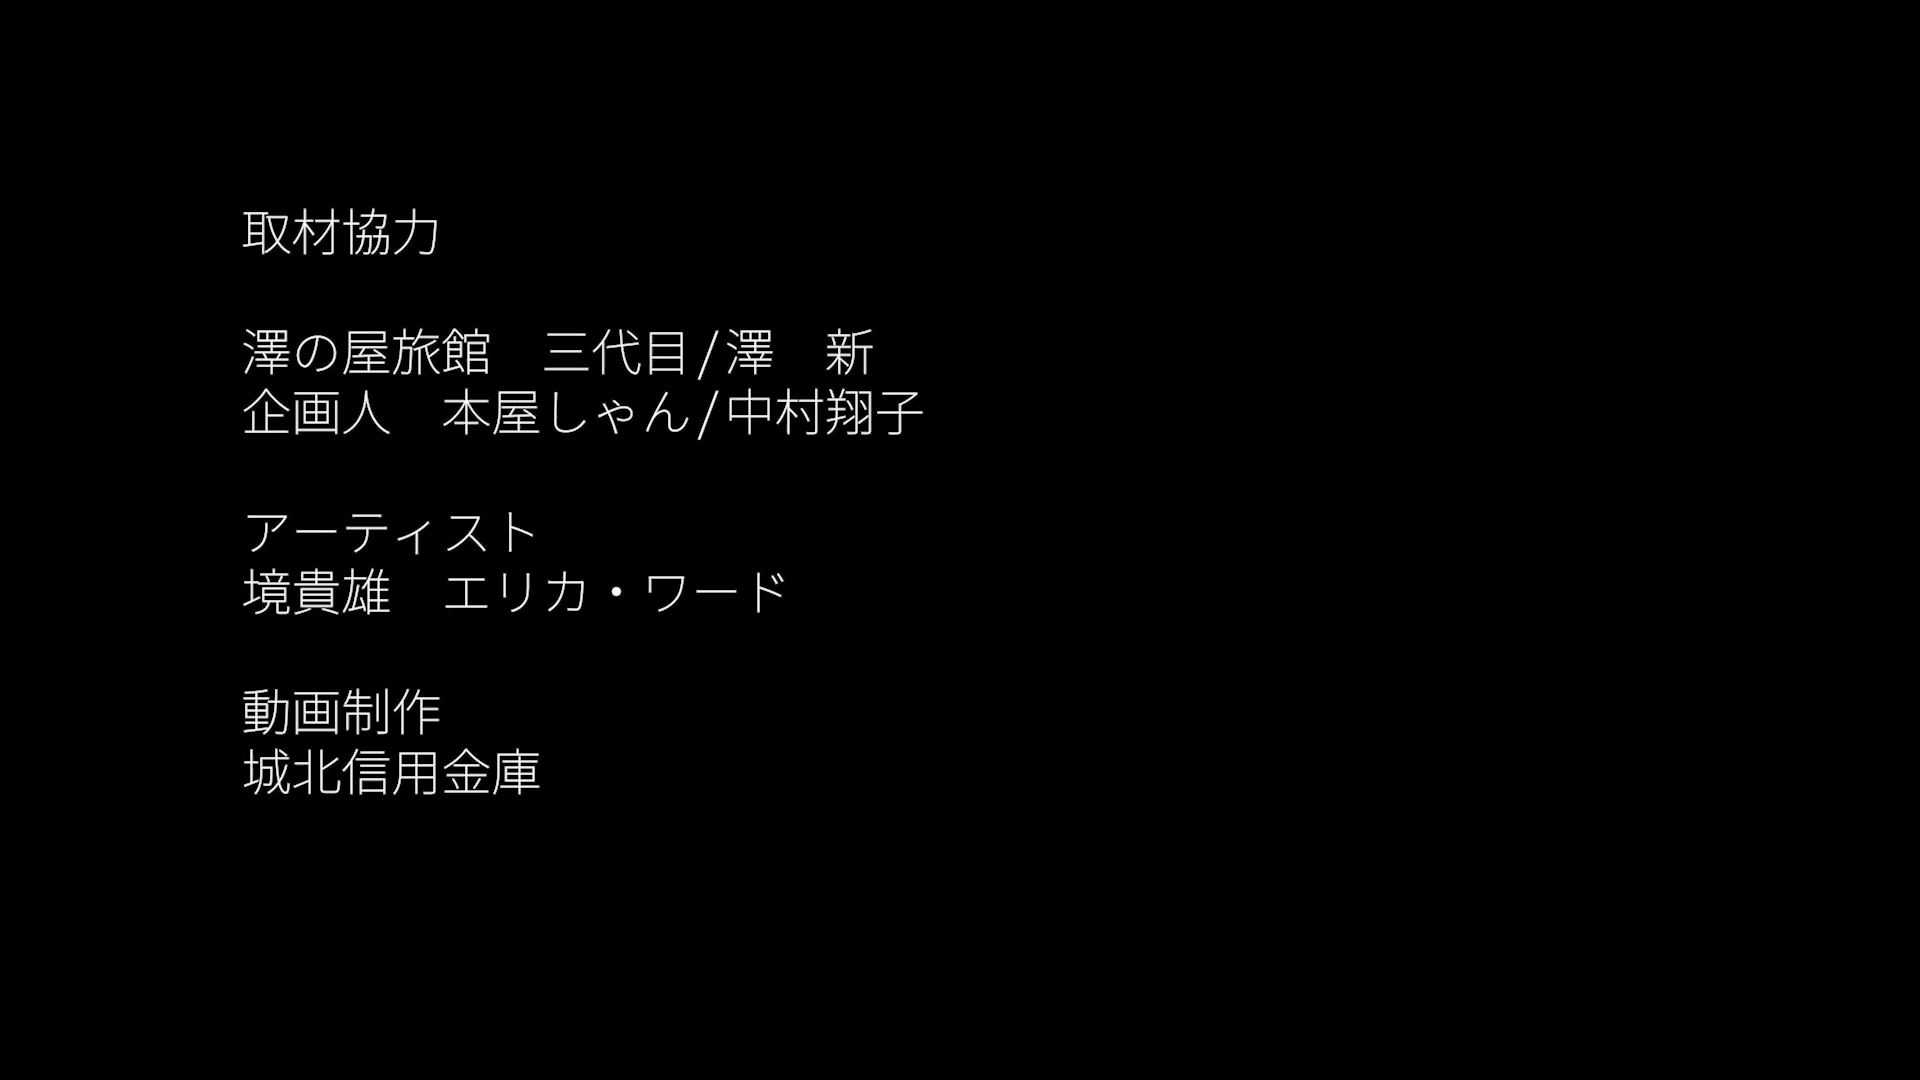 取材協力
澤の屋旅館　三代目/澤　新
企画人　本屋しゃん/中村翔子
アーティスト
境貴雄　エリカ・ワード
動画制作
城北信用金庫